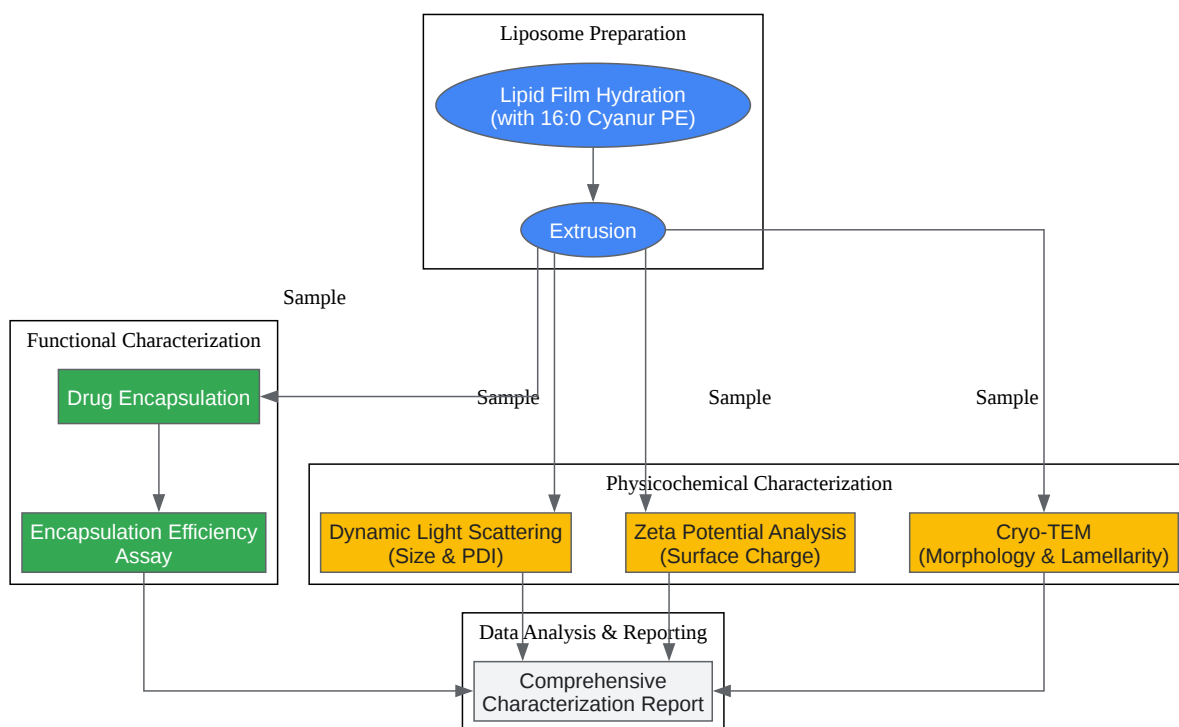 Liposome Preparation
Lipid Film Hydration
(with 16:0 Cyanur PE)
Extrusion
Sample
Functional Characterization
Drug Encapsulation
Sample
Sample
Sample
Physicochemical Characterization
Encapsulation Efficiency
Assay
Dynamic Light Scattering
(Size & PDI)
Zeta Potential Analysis
(Surface Charge)
Cryo-TEM
(Morphology & Lamellarity)
Data Analysis & Reporting
Comprehensive
Characterization Report